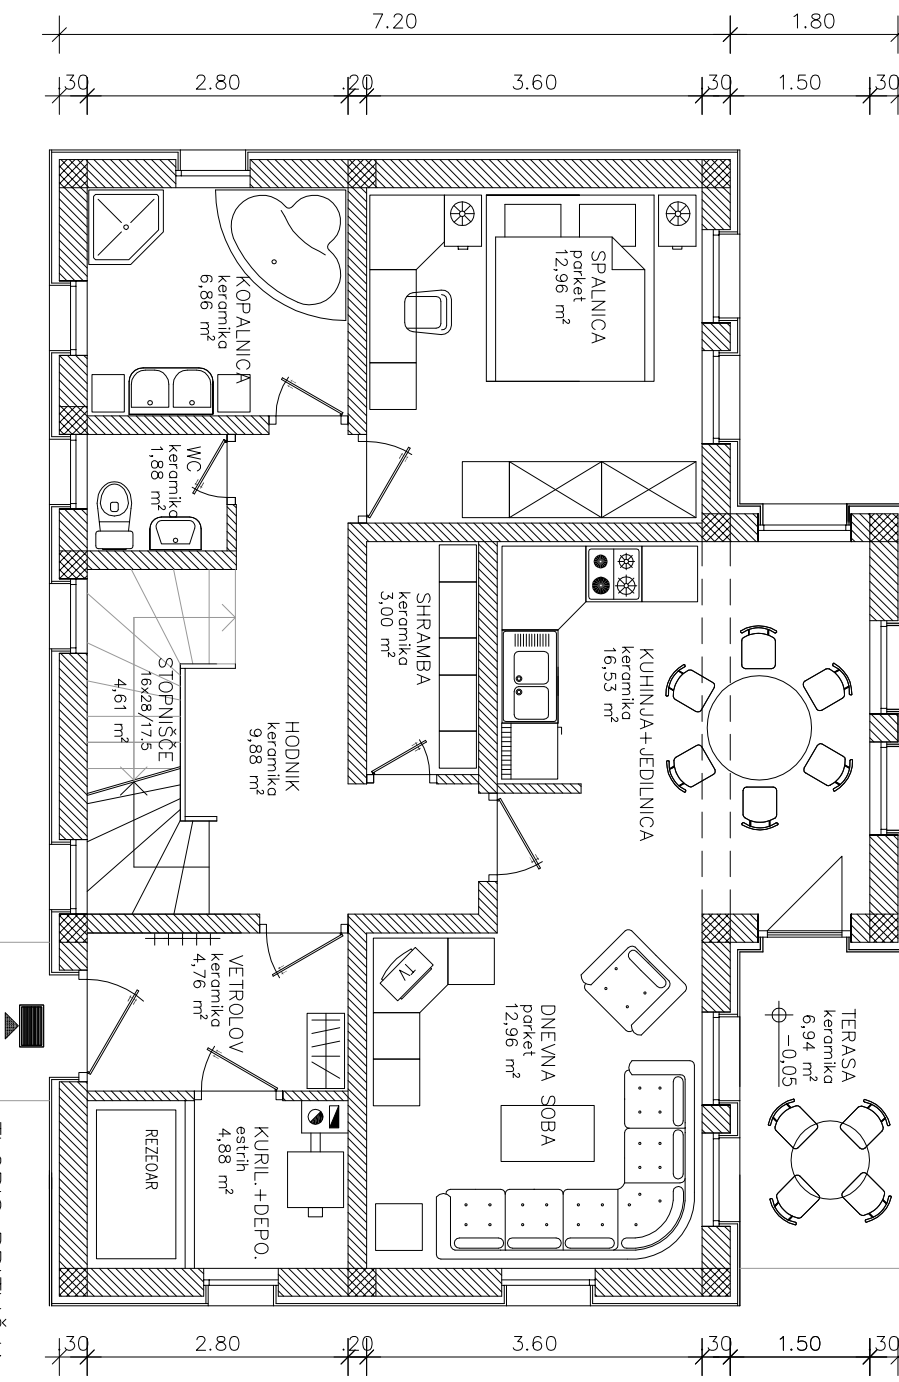 7.20
1.80
.30
2.80
.20
3.60
.30
1.50
.30
SPALNICA
parket
12,96 m²
KOPALNICA
keramika
6,86 m²
WC
keramika
1,88 m²
SHRAMBA
keramika
3,00 m²
KUHINJA+JEDILNICA
keramika
16,53 m²
STOPNIŠČE
16x28/17.5
4,61 m²
HODNIK
keramika
9,88 m²
VETROLOV
keramika
4,76 m²
TV
DNEVNA SOBA
parket
12,96 m²
TERASA
keramika
6,94 m²
-0,05
KURIL.+DEPO.
estrih
4,88 m²
REZEOAR
.30
2.80
.20
3.60
.30
1.50
.30